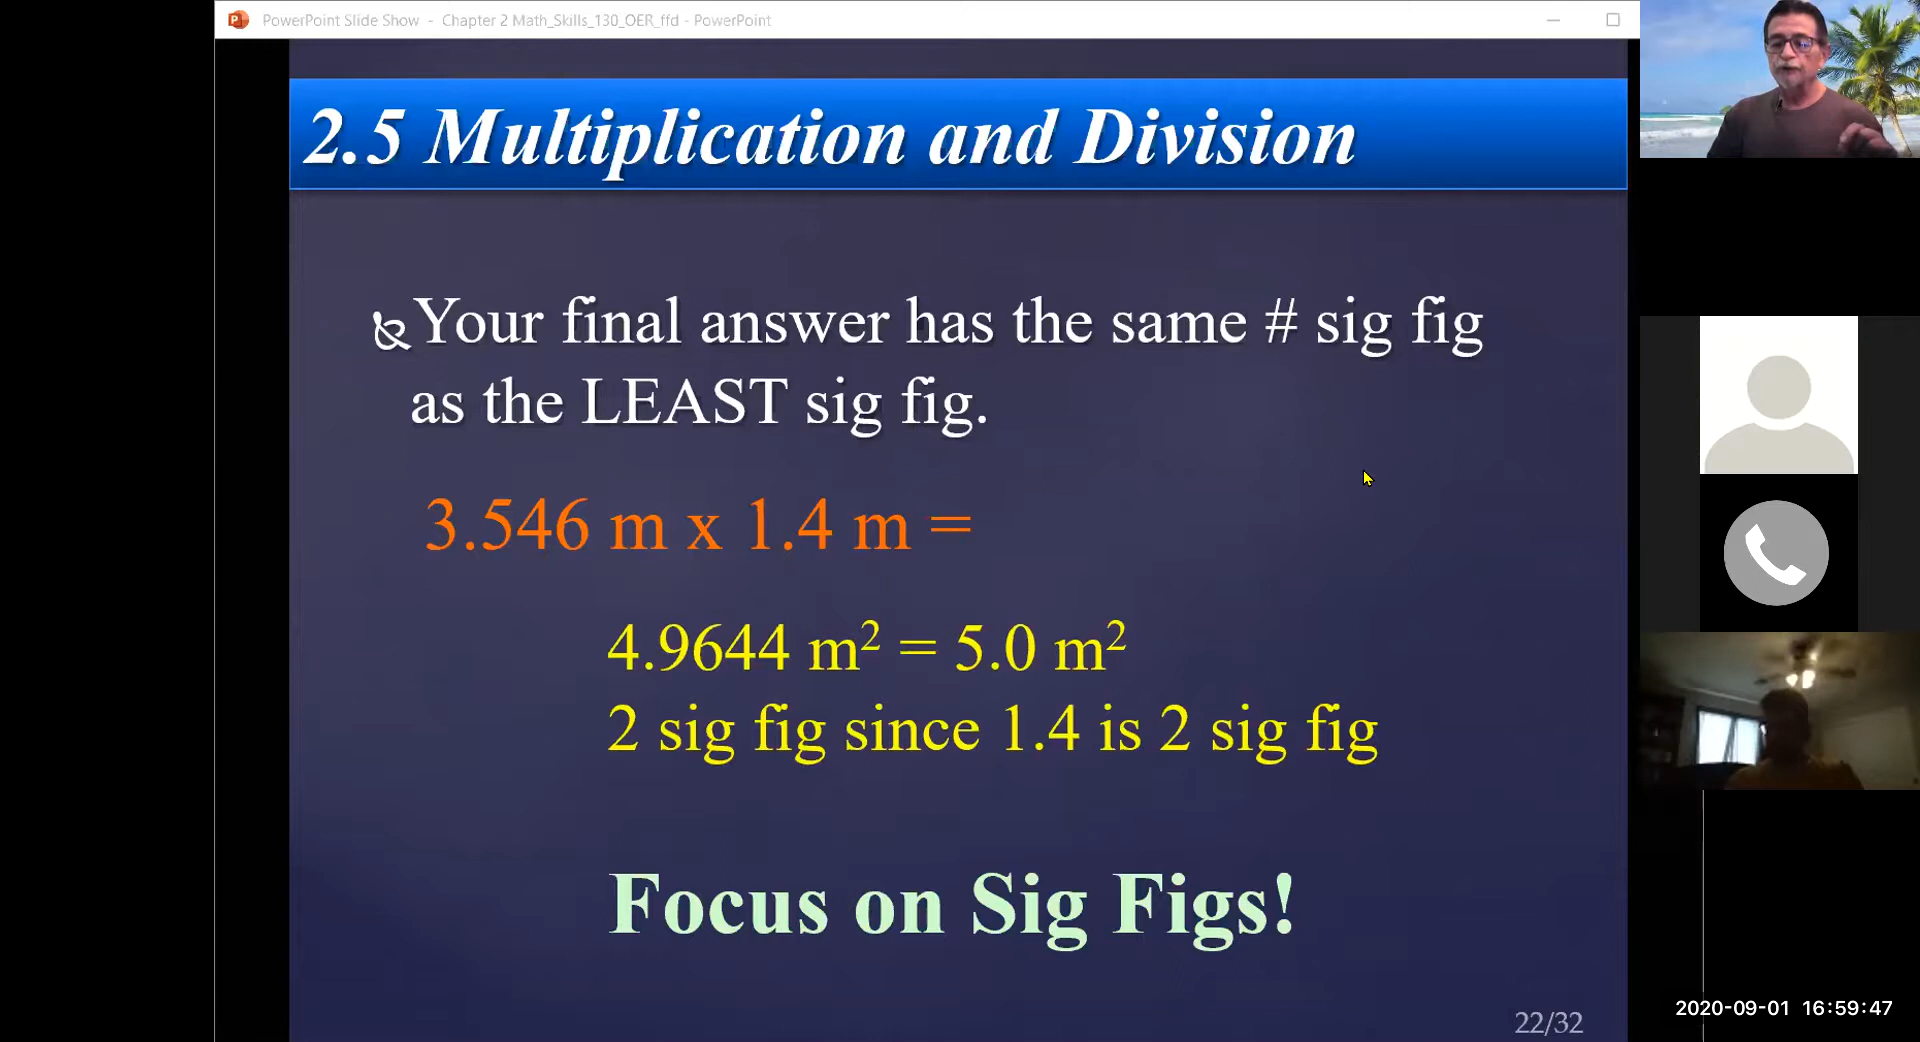 PowerPoint Slide Show - Chapter 2 Math_Skills_130_OER_ffd - PowerPoint
2.5 Multiplication and Division
Your final answer has the same # sig fig
as the LEAST sig fig.
3.546 m x 1.4 m =
4.9644 m² = 5.0 m²
2 sig fig since 1.4 is 2 sig fig
Focus on Sig Figs!
22/32
2020-09-01 16:59:47